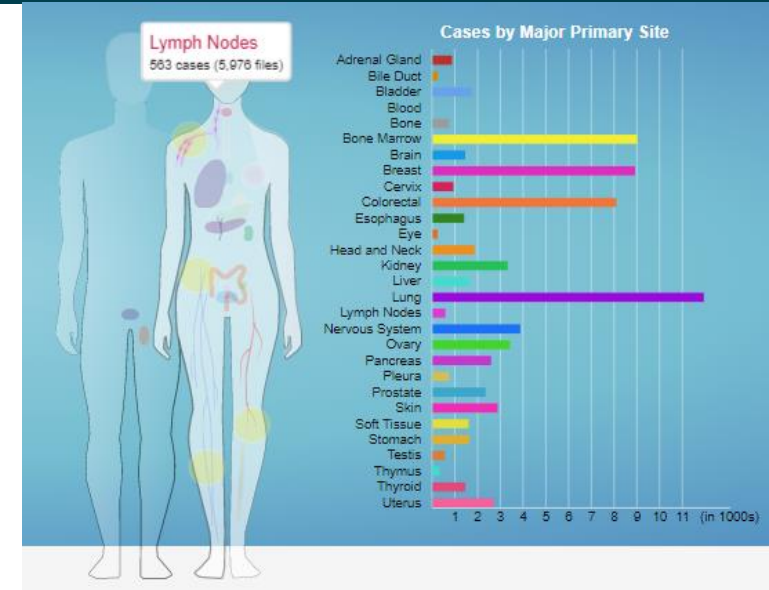 Lymph Nodes
563 cases (5,976 files)
Cases by Major Primary Site
Adrenal Gland
Bile Duct
Bladder
Blood
Bone
Bone Marrow
Brain
Breast
Cervix
Colorectal
Esophagus
Eye
Head and Neck
Kidney
Liver
Lung
Lymph Nodes
Nervous System
Ovary
Pancreas
Pleura
Prostate
Skin
Soft Tissue
Stomach
Testis
Thymus
Thyroid
Uterus
1 2 3 4 5 6 7 8 9 10 11 (in 1000s)